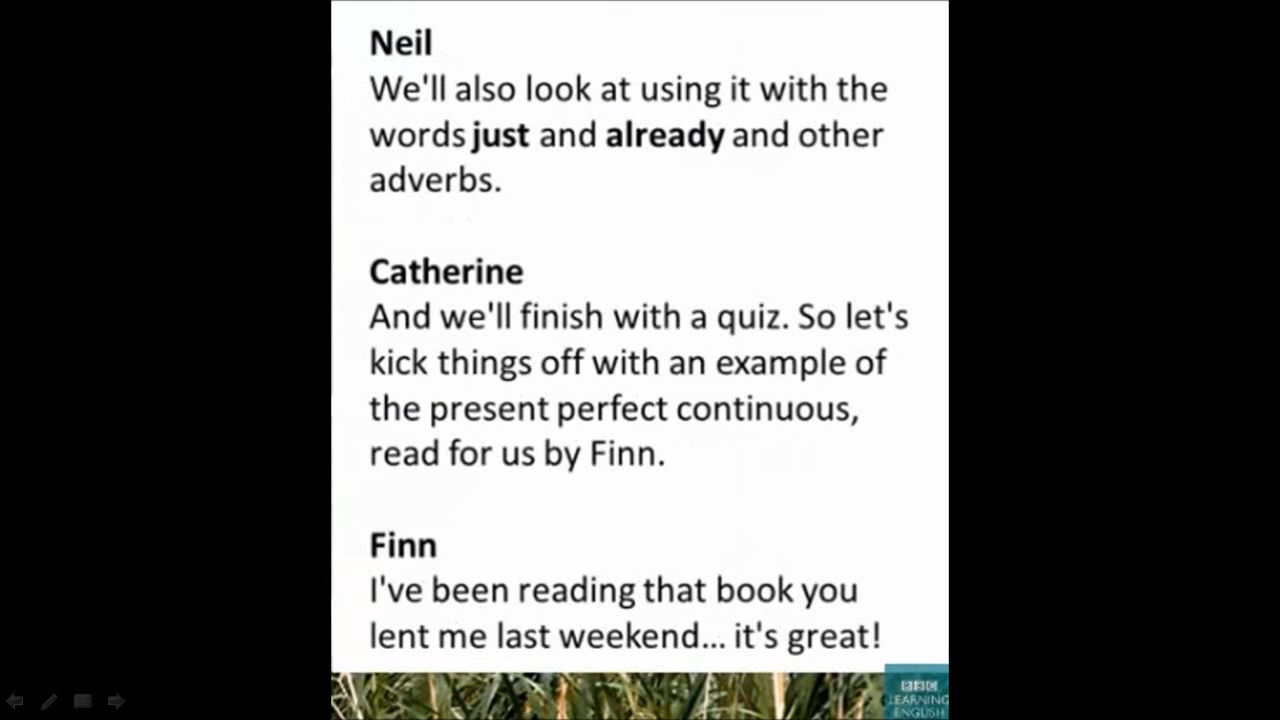 Neil
We'll also look at using it with the
words just and already and other
adverbs.
Catherine
And we'll finish with a quiz. So let's
kick things off with an example of
the present perfect continuous,
read for us by Finn.
Finn
I've been reading that book you
lent me last weekend... it's great!
BBC
LEARNING
ENGLISH